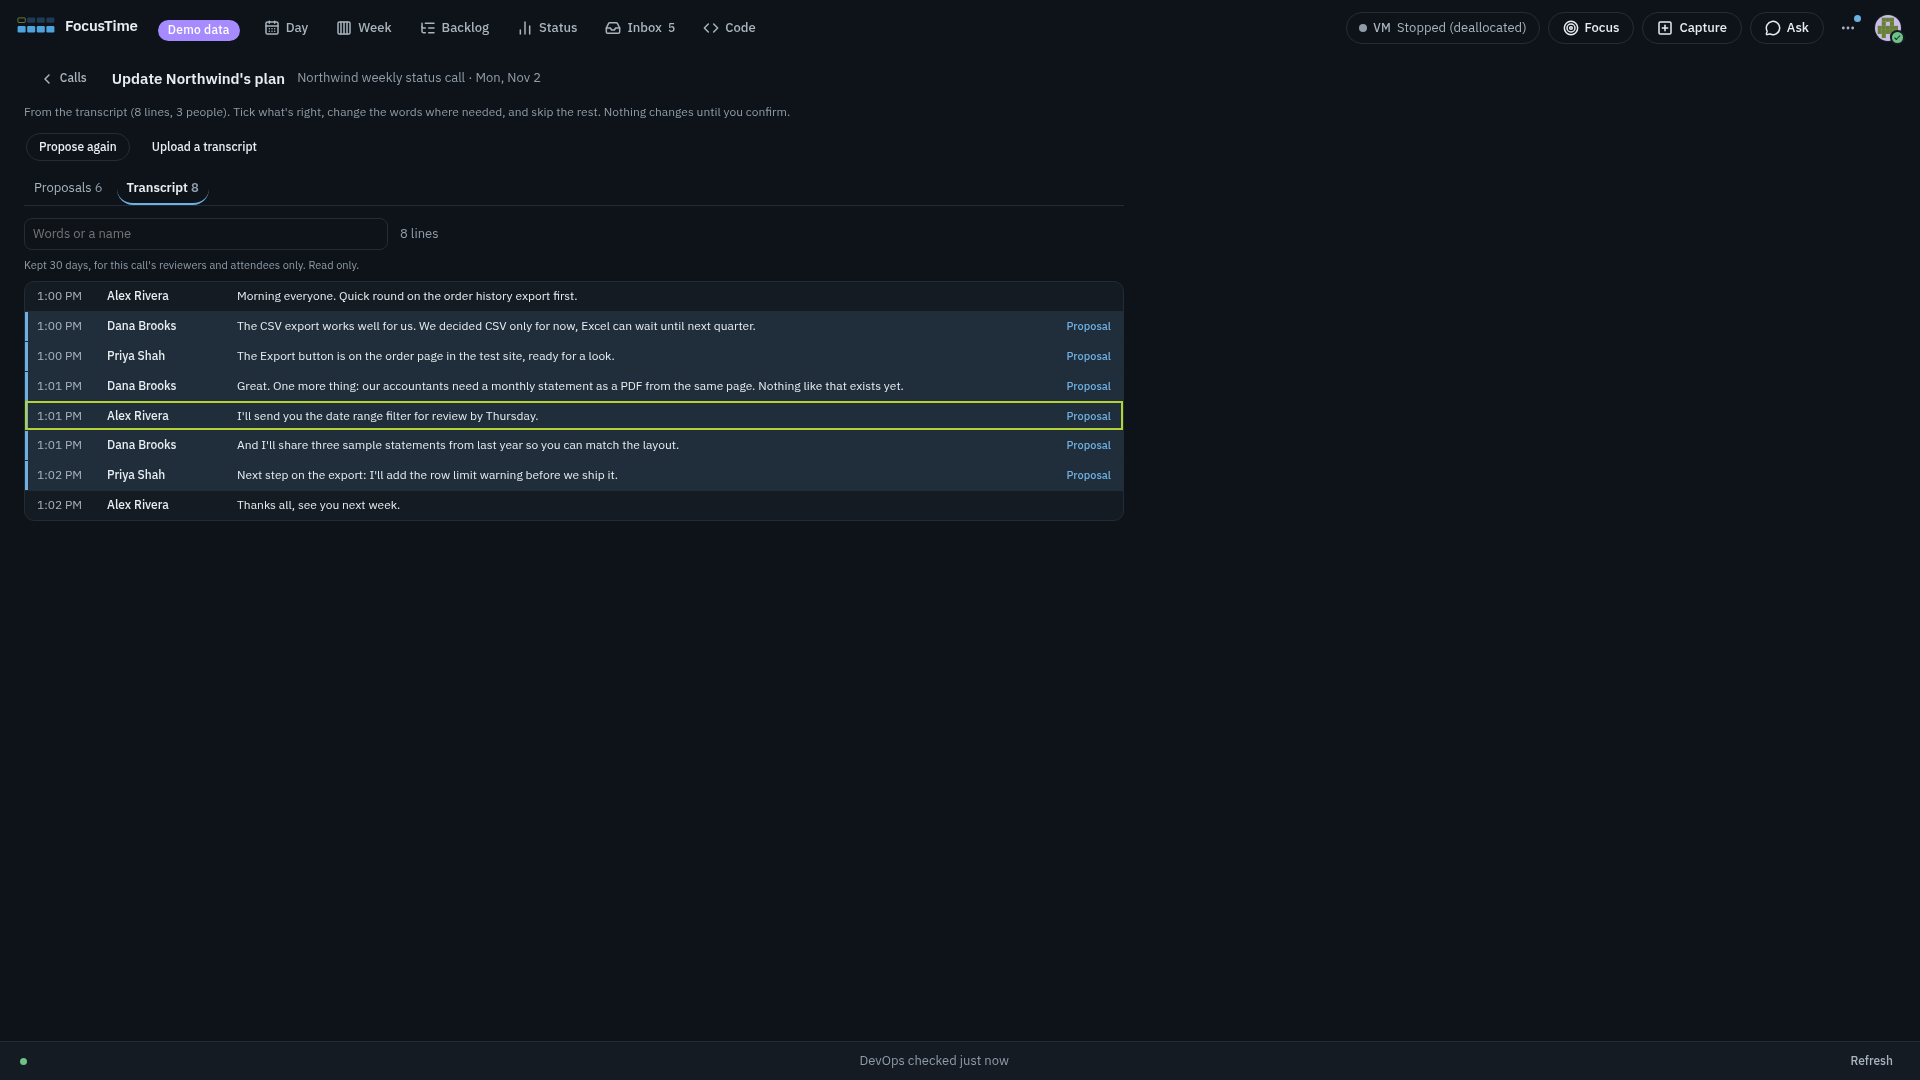 FocusTime Demo data Day Week Backlog Status Inbox 5 Code VM Stopped (deallocated) Focus Capture Ask
Calls Update Northwind's plan Northwind weekly status call · Mon, Nov 2
From the transcript (8 lines, 3 people). Tick what's right, change the words where needed, and skip the rest. Nothing changes until you confirm.
Propose again Upload a transcript
Proposals 6 Transcript 8
Words or a name 8 lines
Kept 30 days, for this call's reviewers and attendees only. Read only.
1:00 PM Alex Rivera Morning everyone. Quick round on the order history export first.
1:00 PM Dana Brooks The CSV export works well for us. We decided CSV only for now, Excel can wait until next quarter. Proposal
1:00 PM Priya Shah The Export button is on the order page in the test site, ready for a look. Proposal
1:01 PM Dana Brooks Great. One more thing: our accountants need a monthly statement as a PDF from the same page. Nothing like that exists yet. Proposal
1:01 PM Alex Rivera I'll send you the date range filter for review by Thursday. Proposal
1:01 PM Dana Brooks And I'll share three sample statements from last year so you can match the layout. Proposal
1:02 PM Priya Shah Next step on the export: I'll add the row limit warning before we ship it. Proposal
1:02 PM Alex Rivera Thanks all, see you next week.
DevOps checked just now Refresh